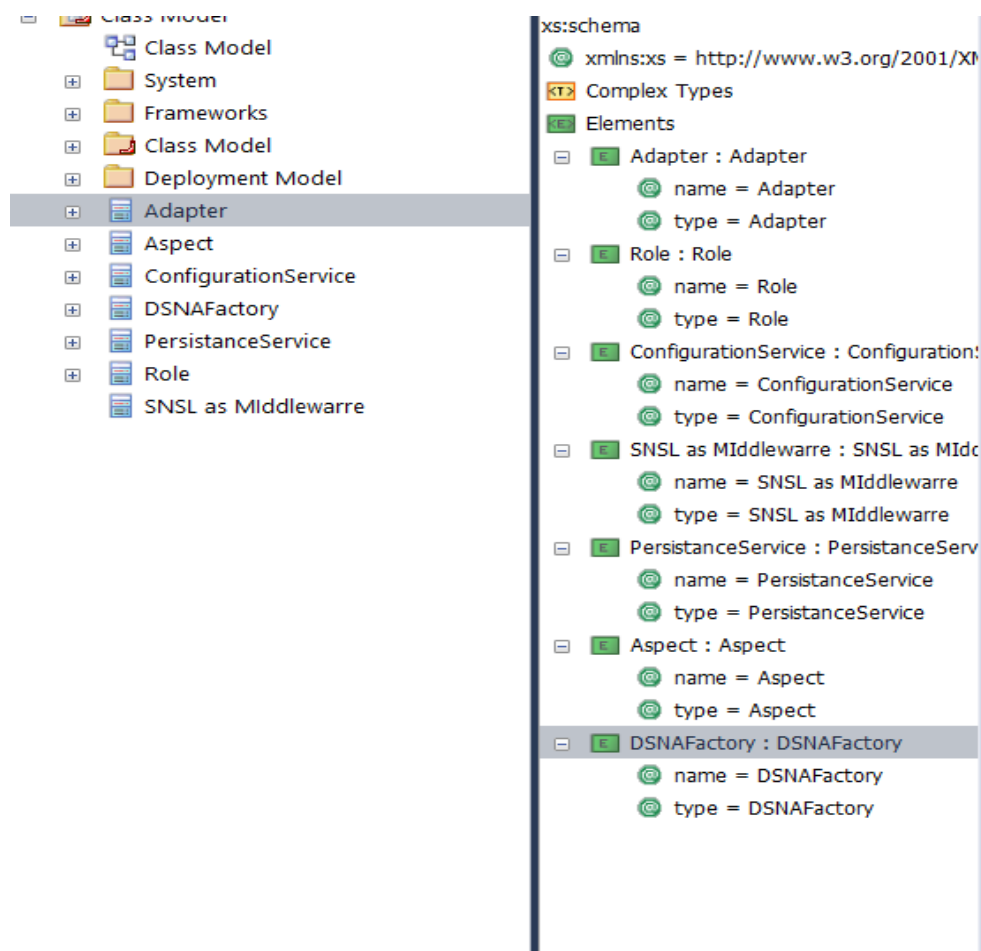 Class Model
Class Model
System
Frameworks
Class Model
Deployment Model
Adapter
Aspect
ConfigurationService
DSNAFactory
PersistanceService
Role
SNSL as MIddlewarre
xs:schema
xmlns:xs = http://www.w3.org/2001/XM
Complex Types
Elements
Adapter : Adapter
name = Adapter
type = Adapter
Role : Role
name = Role
type = Role
ConfigurationService : Configuration
name = ConfigurationService
type = ConfigurationService
SNSL as MIddlewarre : SNSL as MIdd
name = SNSL as MIddlewarre
type = SNSL as MIddlewarre
PersistanceService : PersistanceServ
name = PersistanceService
type = PersistanceService
Aspect : Aspect
name = Aspect
type = Aspect
DSNAFactory : DSNAFactory
name = DSNAFactory
type = DSNAFactory